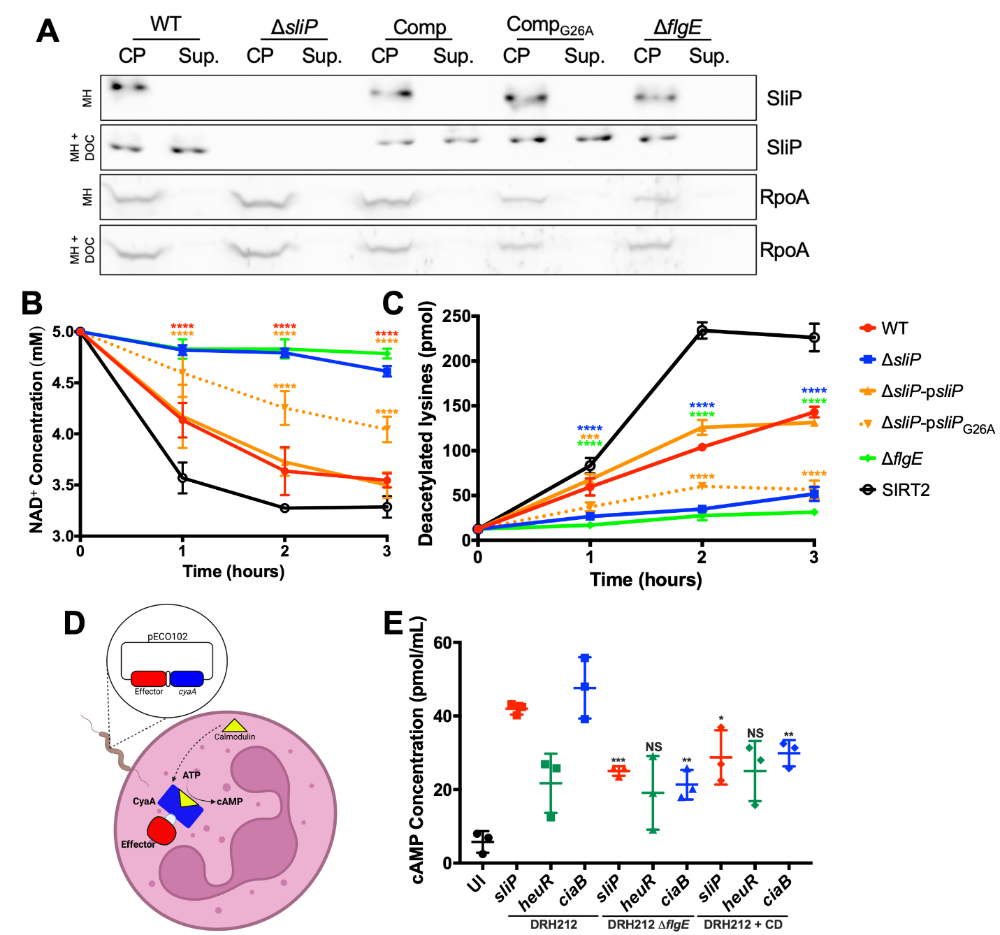 A
WT ΔsliP Comp CompG26A ΔflgE
CP Sup. CP Sup. CP Sup. CP Sup. CP Sup.
MH SliP
MH + DOC SliP
MH RpoA
MH + DOC RpoA
B
NAD+ Concentration (mM)
5.0
4.5
4.0
3.5
3.0
**** **** ****
**** **** ****
**** ****
0 1 2 3
Time (hours)
C
Deacetylated lysines (pmol)
250
200
150
100
50
0
**** *** ****
**** **** ****
**** **** ****
0 1 2 3
Time (hours)
WT
ΔsliP
ΔsliP-psliP
ΔsliP-psliPG26A
ΔflgE
SIRT2
D
pECO102
Effector cyaA
Calmodulin
ATP
CyaA
cAMP
Effector
E
cAMP Concentration (pmol/mL)
60
40
20
0
*** NS ** * NS **
UI sliP heuR ciaB sliP heuR ciaB sliP heuR ciaB
DRH212 DRH212 ΔflgE DRH212 + CD